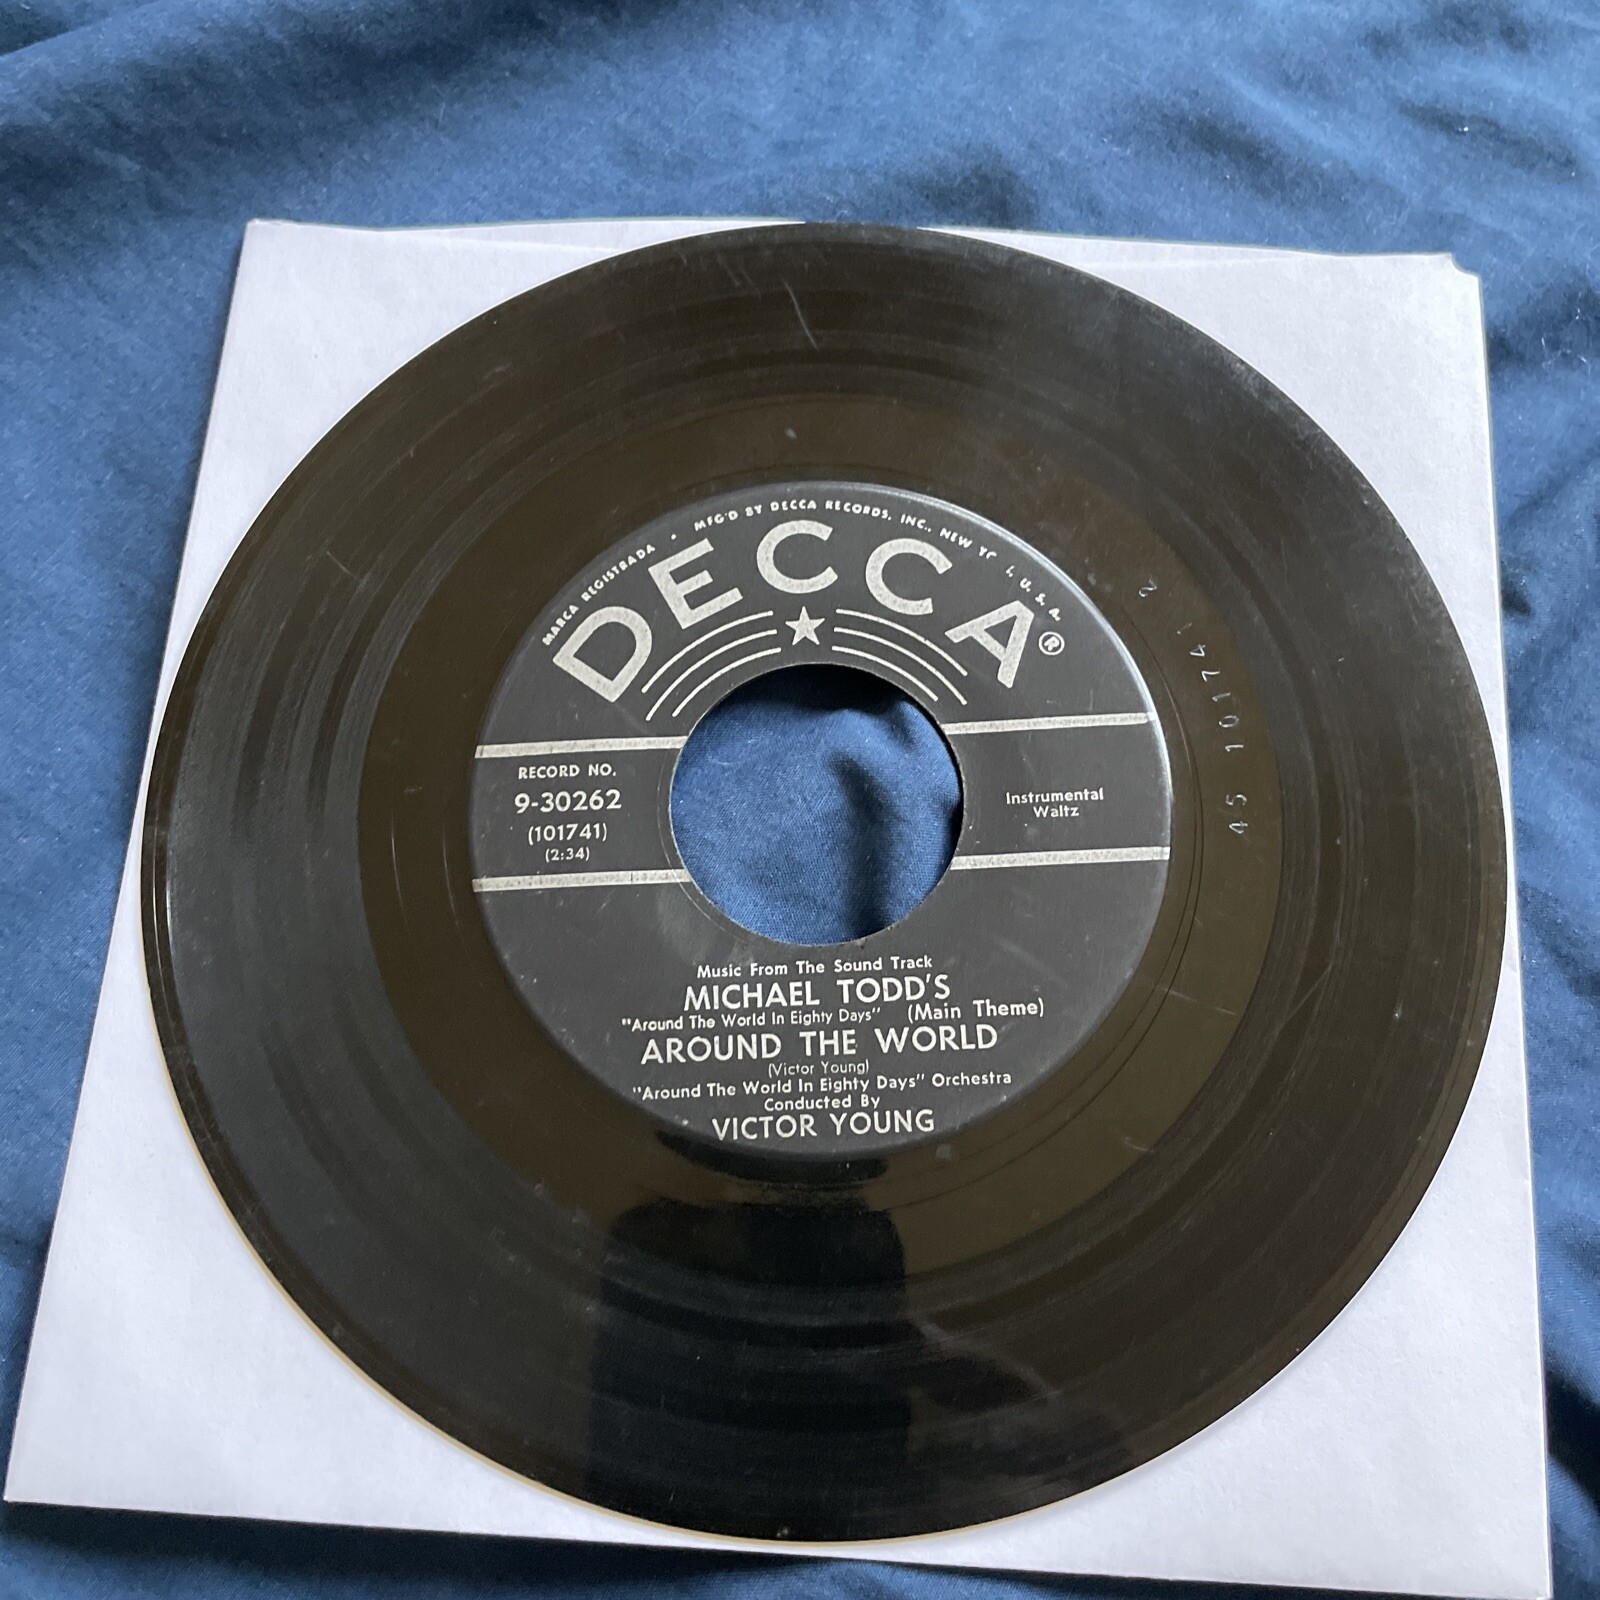 MARCA REGISTRADA • MFG'D BY DECCA RECORDS, INC., NEW U. S. A.
DECCA®
RECORD NO.
9-30262
(101741)
(2:34)
Instrumental
Waltz
45 101741 2
Music From The Sound Track
MICHAEL TODD'S
"Around The World In Eighty Days" (Main Theme)
AROUND THE WORLD
(Victor Young)
"Around The World In Eighty Days" Orchestra
Conducted By
VICTOR YOUNG